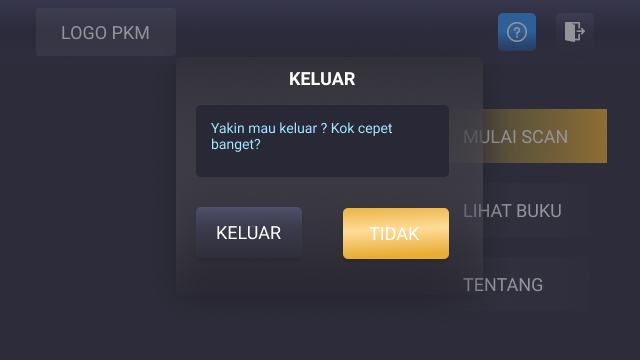 LOGO PKM
KELUAR
Yakin mau keluar ? Kok cepet
banget?
KELUAR
TIDAK
MULAI SCAN
LIHAT BUKU
TENTANG